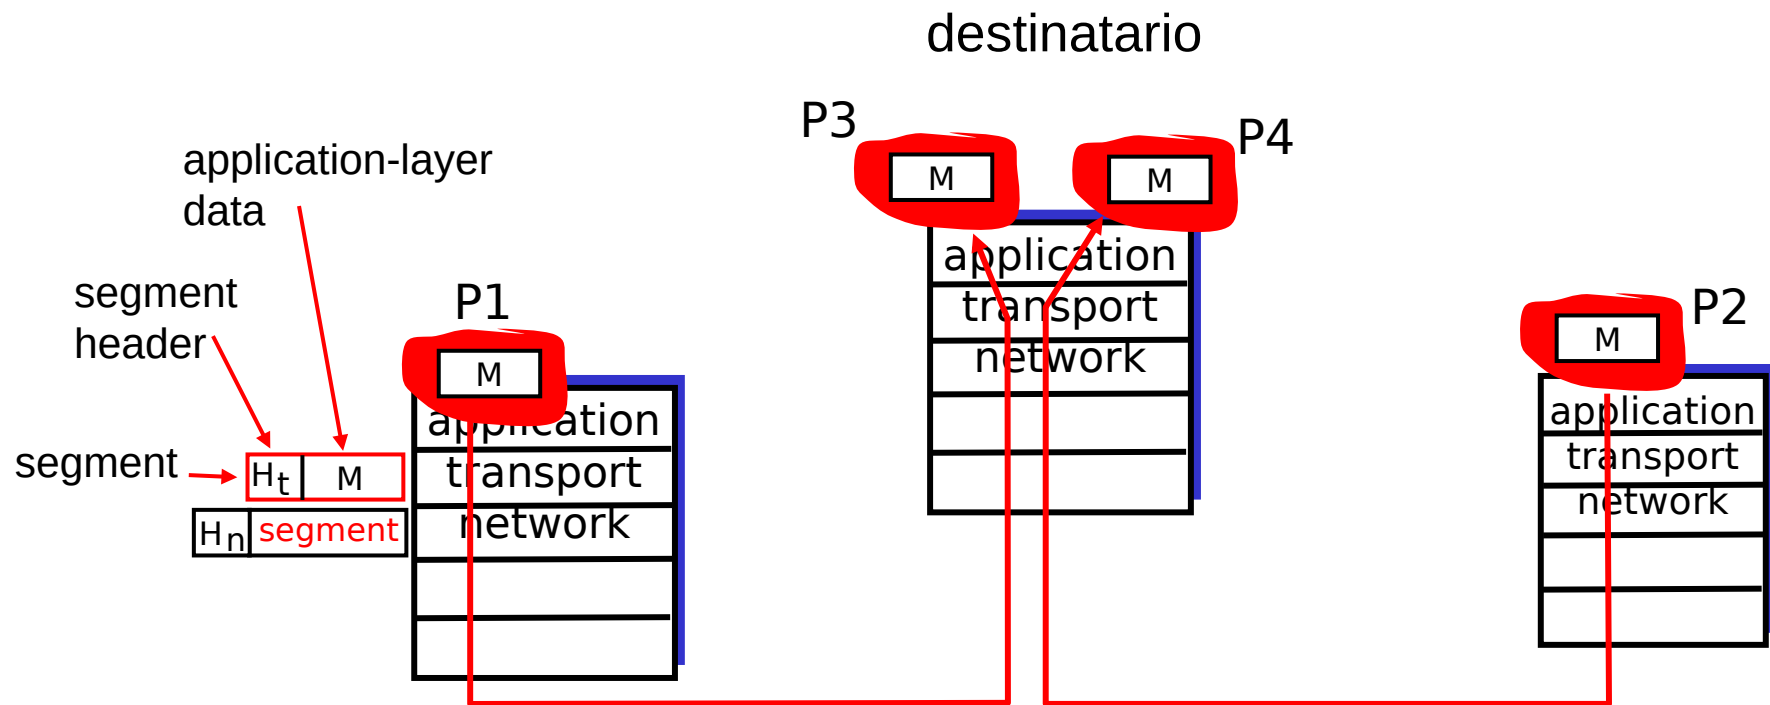 destinatario
P3
P4
M
M
application-layer
data
application
transport
network
segment
header
P1
M
P2
M
application
transport
network
application
transport
network
segment
Ht
M
Hn
segment